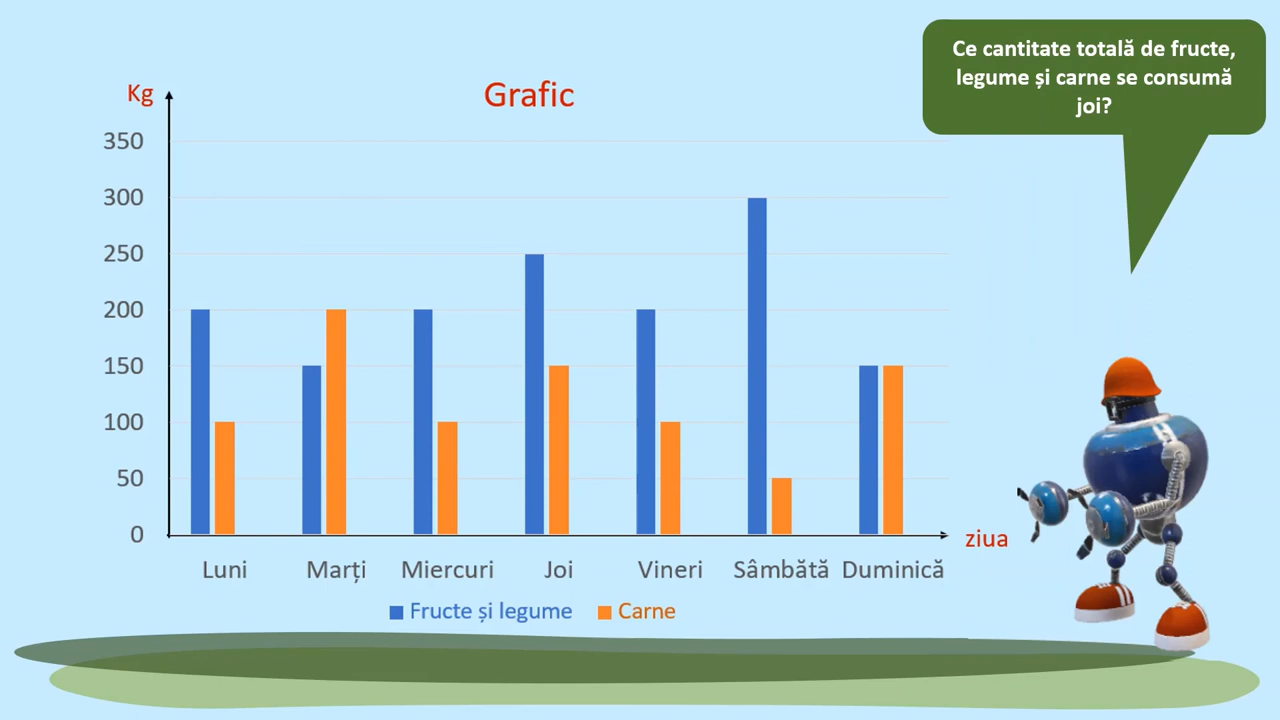 Ce cantitate totală de fructe,
legume și carne se consumă
joi?
Grafic
Kg
350
300
250
200
150
100
50
0
ziua
Luni Marți Miercuri Joi Vineri Sâmbătă Duminică
Fructe și legume Carne